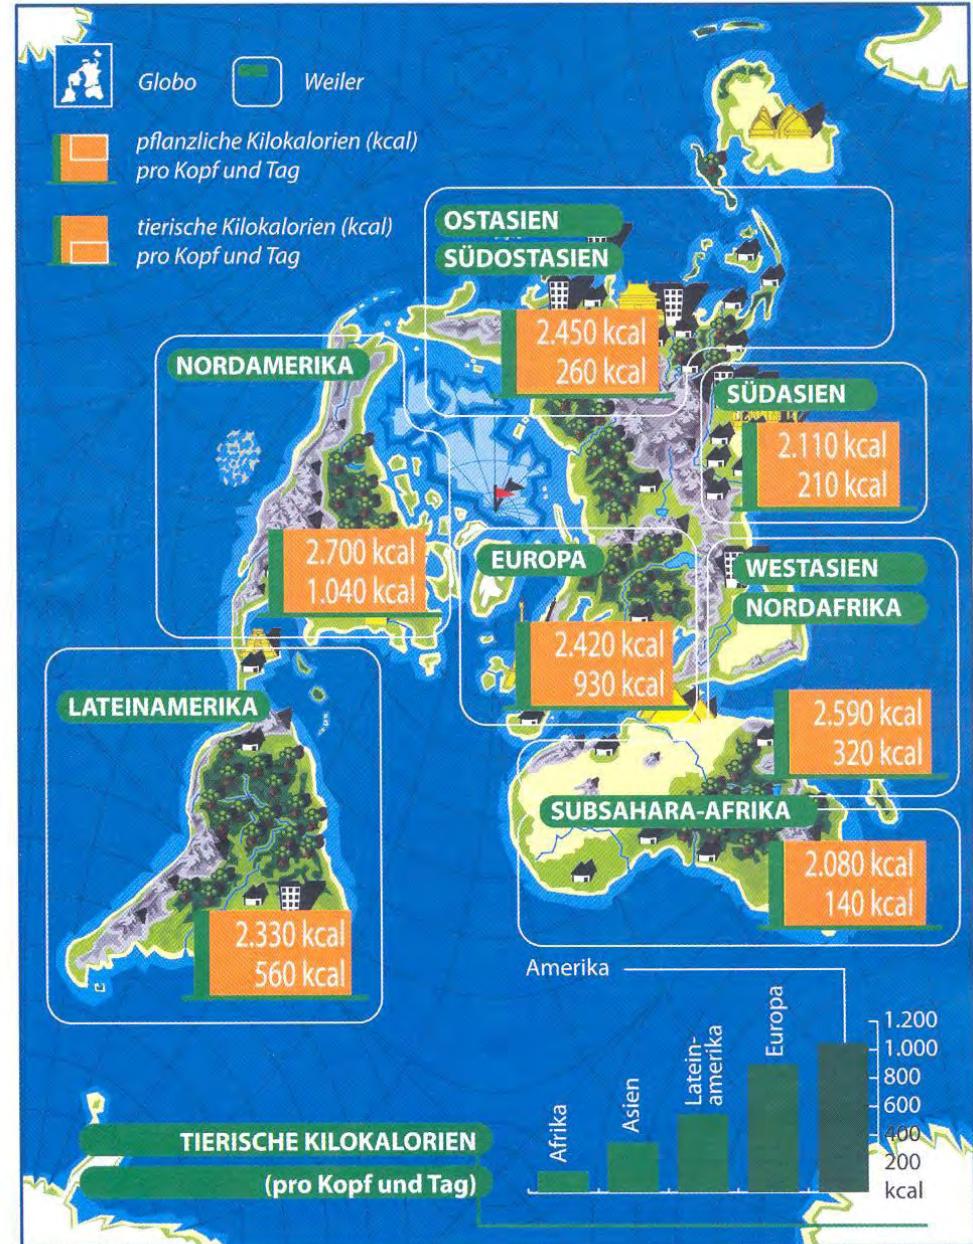 Globo
Weiler
pflanzliche Kilokalorien (kcal)
pro Kopf und Tag
tierische Kilokalorien (kcal)
pro Kopf und Tag
OSTASIEN
SÜDOSTASIEN
2.450 kcal
260 kcal
NORDAMERIKA
2.700 kcal
1.040 kcal
SÜDASIEN
2.110 kcal
210 kcal
EUROPA
2.420 kcal
930 kcal
WESTASIEN
NORDAFRIKA
2.590 kcal
320 kcal
LATEINAMERIKA
2.330 kcal
560 kcal
SUBSAHARA-AFRIKA
2.080 kcal
140 kcal
Amerika
Afrika
Asien
Latein-
amerika
Europa
1.200
1.000
800
600
400
200
kcal
TIERISCHE KILOKALORIEN
(pro Kopf und Tag)